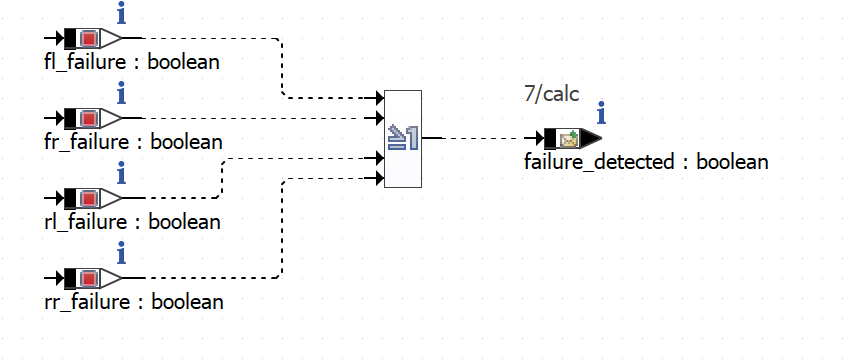 i
fl_failure : boolean
i
fr_failure : boolean
i
rl_failure : boolean
i
rr_failure : boolean
≥1
7/calc
i
failure_detected : boolean